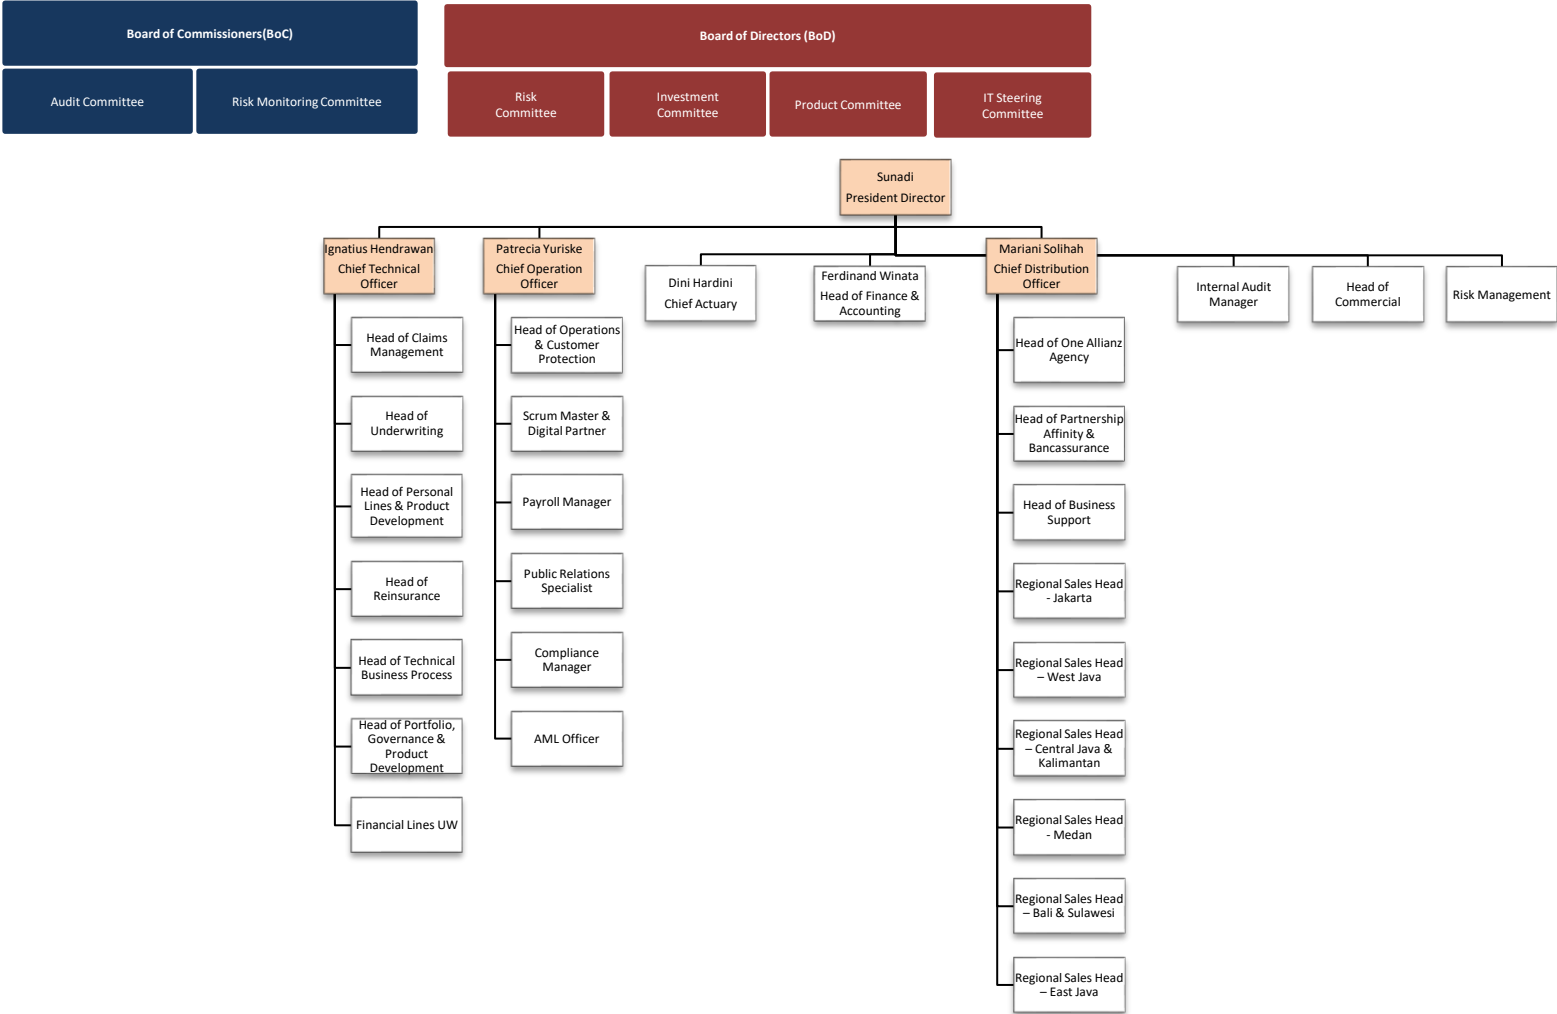 Board of Commissioners(BoC)
Audit Committee
Risk Monitoring Committee
Board of Directors (BoD)
Risk
Committee
Investment
Committee
Product Committee
IT Steering
Committee
Sunadi
President Director
Ignatius Hendrawan
Chief Technical
Officer
Patrecia Yuriske
Chief Operation
Officer
Dini Hardini
Chief Actuary
Ferdinand Winata
Head of Finance &
Accounting
Mariani Solihah
Chief Distribution
Officer
Internal Audit
Manager
Head of
Commercial
Risk Management
Head of Claims
Management
Head of
Underwriting
Head of Personal
Lines & Product
Development
Head of
Reinsurance
Head of Technical
Business Process
Head of Portfolio,
Governance &
Product
Development
Financial Lines UW
Head of Operations
& Customer
Protection
Scrum Master &
Digital Partner
Payroll Manager
Public Relations
Specialist
Compliance
Manager
AML Officer
Head of One Allianz
Agency
Head of Partnership
Affinity &
Bancassurance
Head of Business
Support
Regional Sales Head
- Jakarta
Regional Sales Head
– West Java
Regional Sales Head
– Central Java &
Kalimantan
Regional Sales Head
- Medan
Regional Sales Head
– Bali & Sulawesi
Regional Sales Head
– East Java